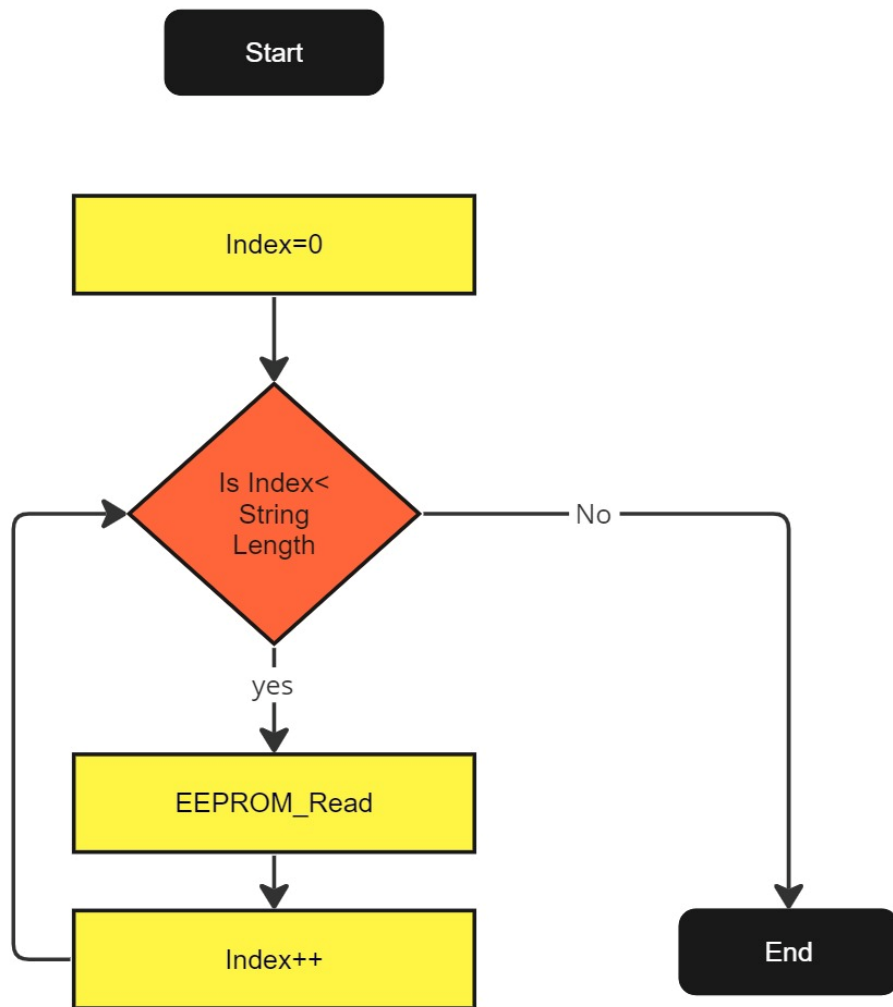 Start
Index=0
Is Index<
String
Length
No
yes
EEPROM_Read
Index++
End